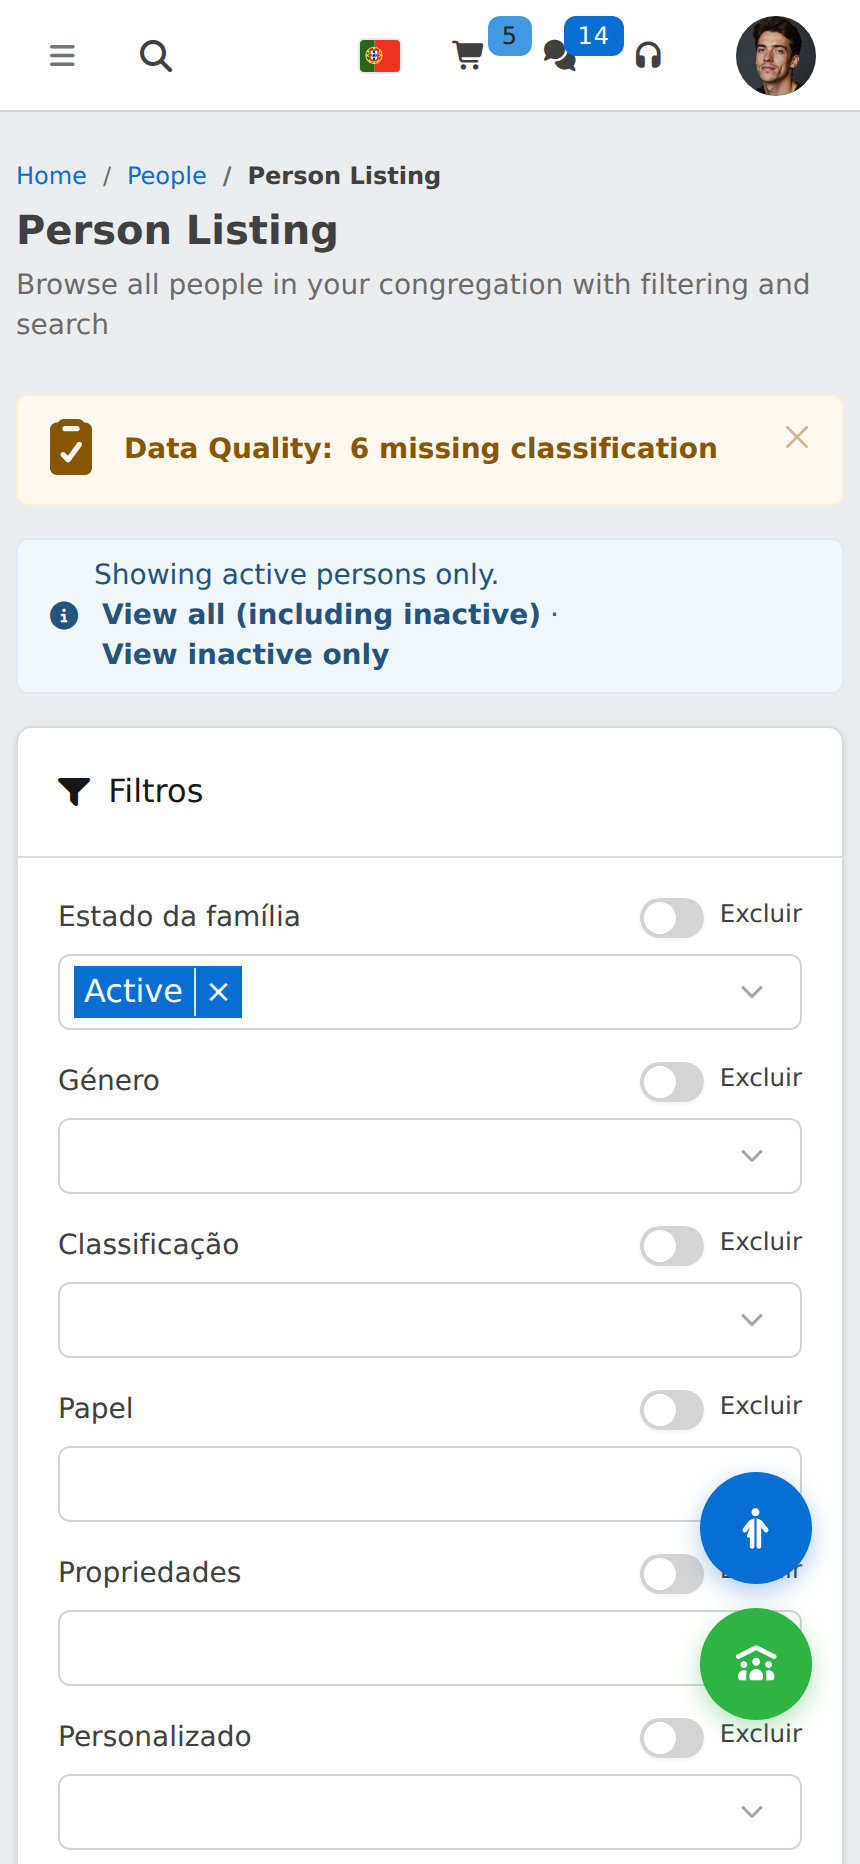 5
14
Home / People / Person Listing
Person Listing
Browse all people in your congregation with filtering and
search
Data Quality: 6 missing classification
Showing active persons only.
View all (including inactive) ·
View inactive only
Filtros
Estado da família
Excluir
Active ×
Género
Excluir
Classificação
Excluir
Papel
Excluir
Propriedades
Personalizado
Excluir